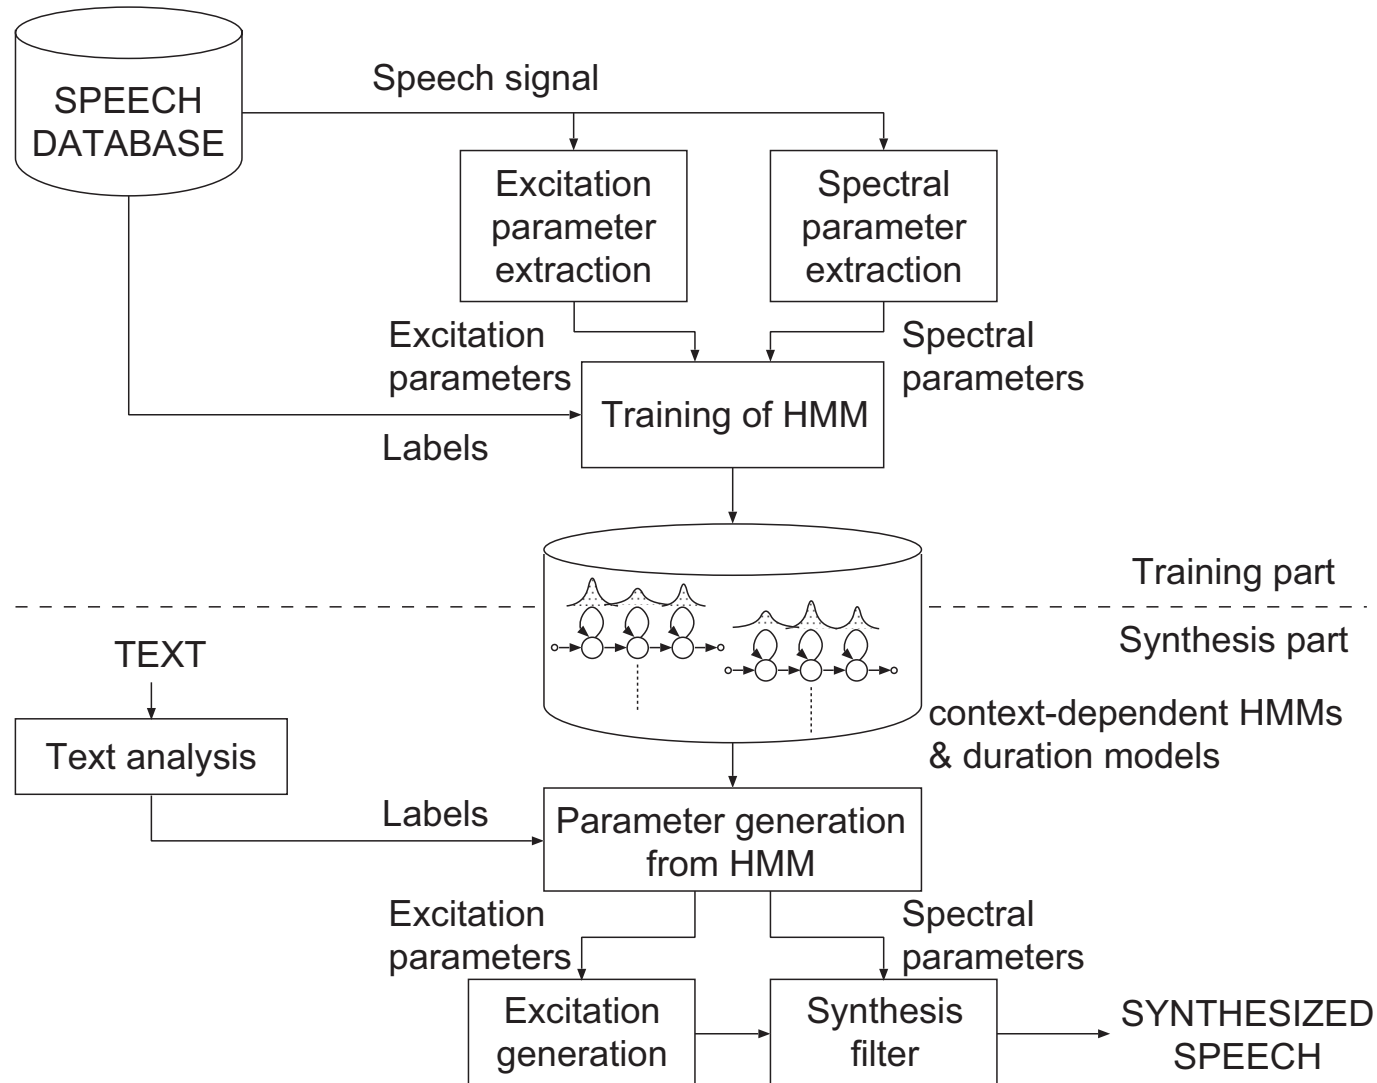 Speech signal
SPEECH
DATABASE
Excitation
parameter
extraction
Spectral
parameter
extraction
Excitation
parameters
Spectral
parameters
Training of HMM
Labels
Training part
Synthesis part
TEXT
context-dependent HMMs
& duration models
Text analysis
Labels
Parameter generation
from HMM
Excitation
parameters
Spectral
parameters
Excitation
generation
Synthesis
filter
SYNTHESIZED
SPEECH